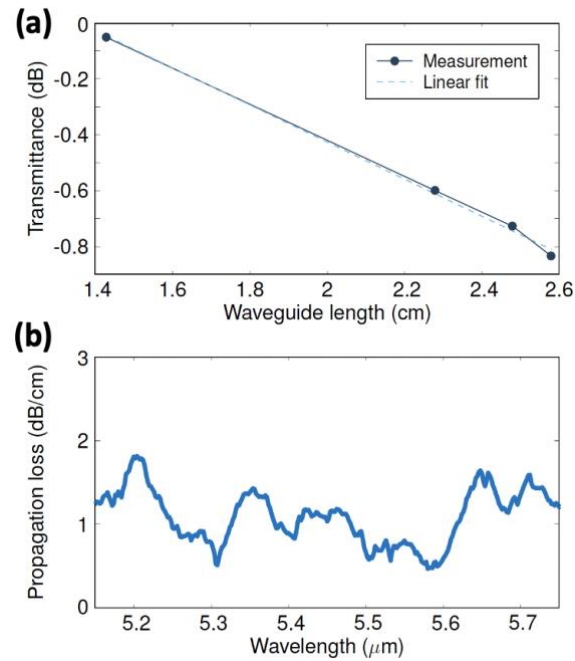 (a)
0
-0.2
-0.4
-0.6
-0.8
Transmittance (dB)
Measurement
Linear fit
1.4 1.6 1.8 2 2.2 2.4 2.6
Waveguide length (cm)
(b)
3
2
1
0
Propagation loss (dB/cm)
5.2 5.3 5.4 5.5 5.6 5.7
Wavelength (μm)